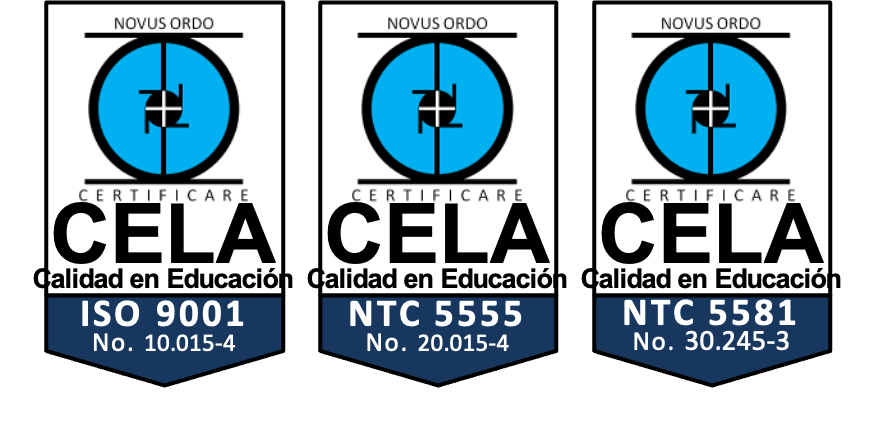 NOVUS ORDO
CERTIFICARE
CELA
Calidad en Educación
ISO 9001
No. 10.015-4
NOVUS ORDO
CERTIFICARE
CELA
Calidad en Educación
NTC 5555
No. 20.015-4
NOVUS ORDO
CERTIFICARE
CELA
Calidad en Educación
NTC 5581
No. 30.245-3